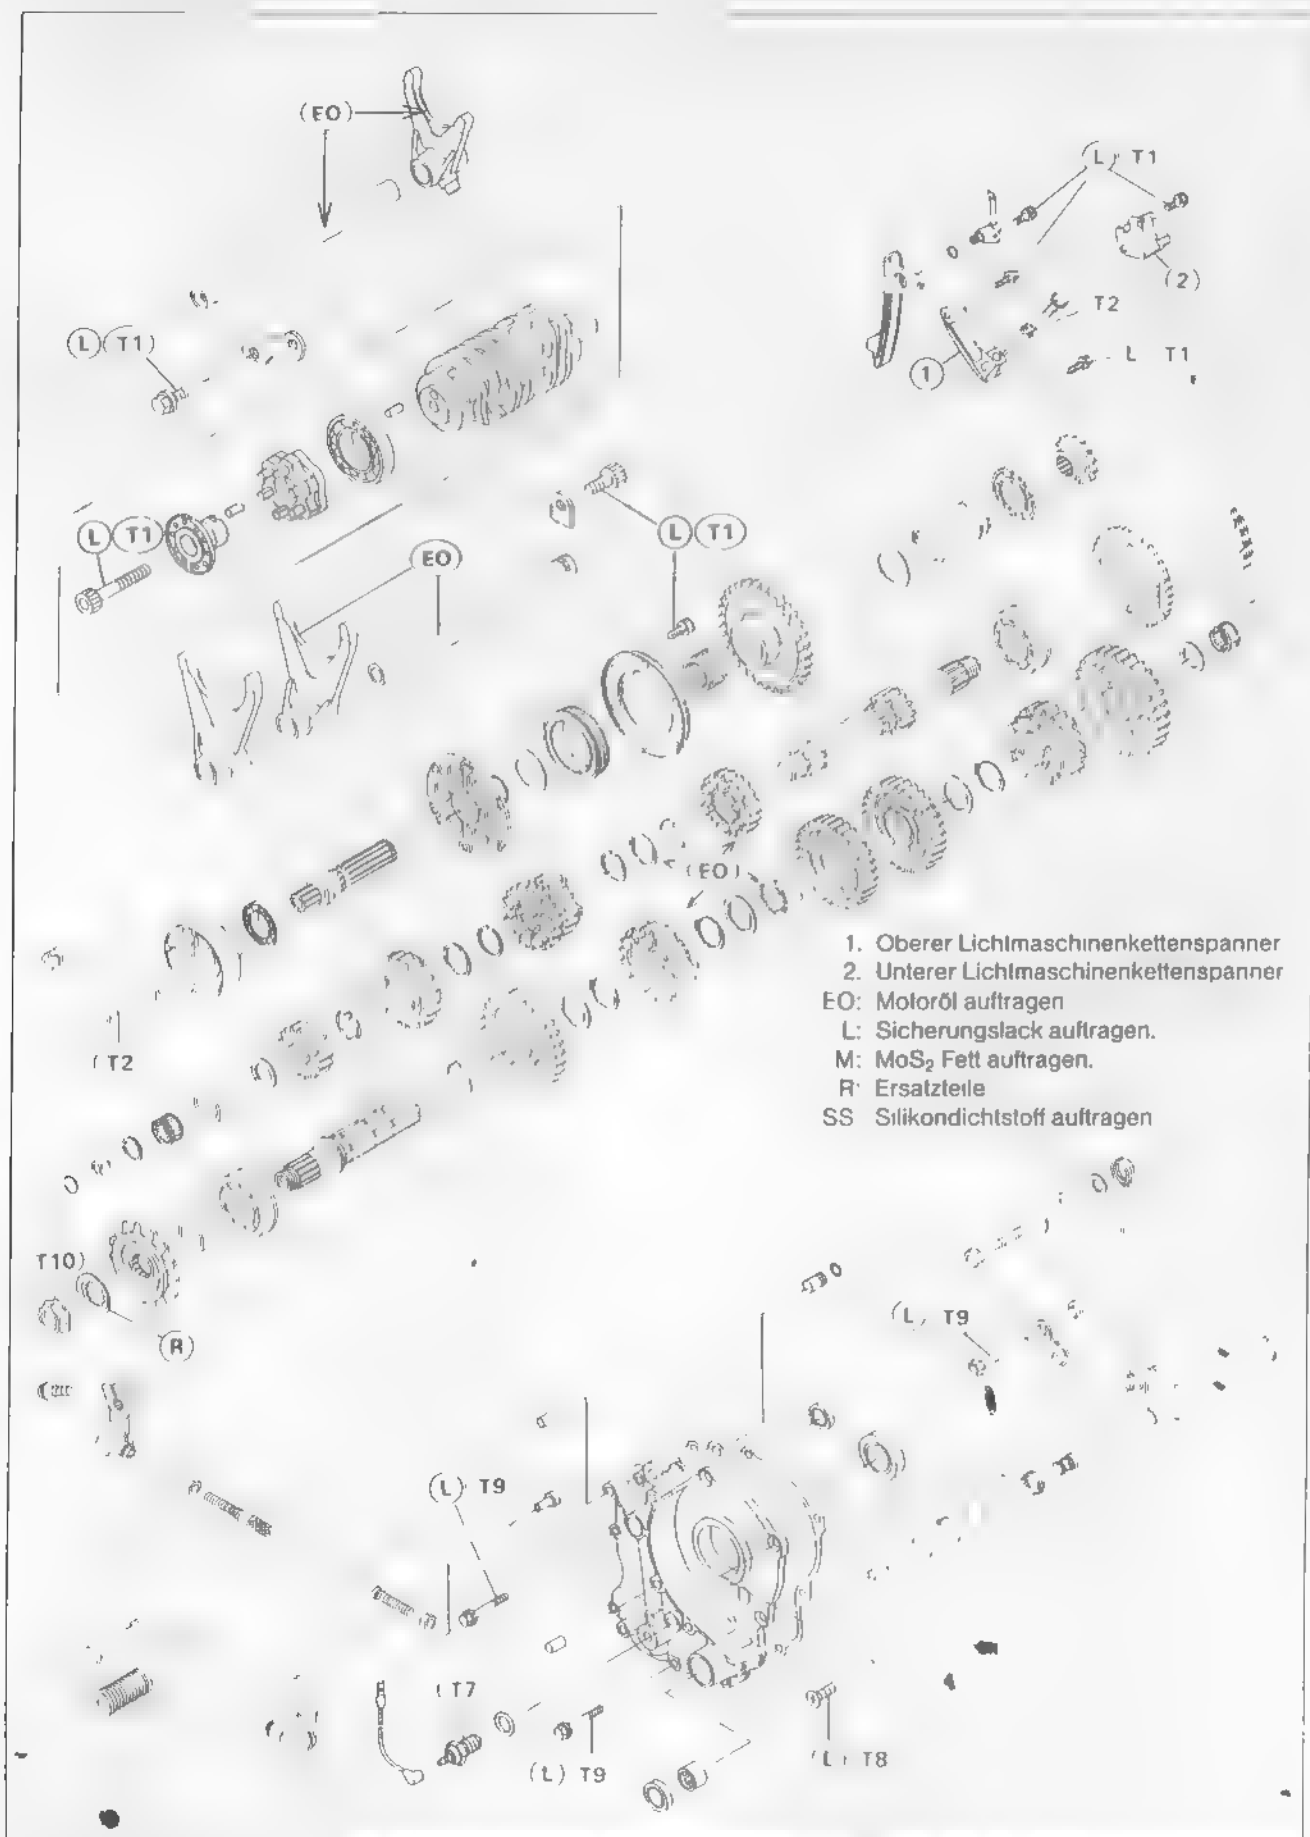 (EO)
(L) T1
(2)
T2
L (T1)
1
L T1
L (T1)
L (T1)
(EO)
(EO)
1. Oberer Lichtmaschinenkettenspanner
2. Unterer Lichtmaschinenkettenspanner
EO: Motoröl auftragen
L: Sicherungslack auftragen.
M: MoS₂ Fett auftragen.
R: Ersatzteile
SS Silikondichtstoff auftragen
(T2
T10)
(R)
(L) T9
(L) T9
(T7
(L) T9
(L) T8